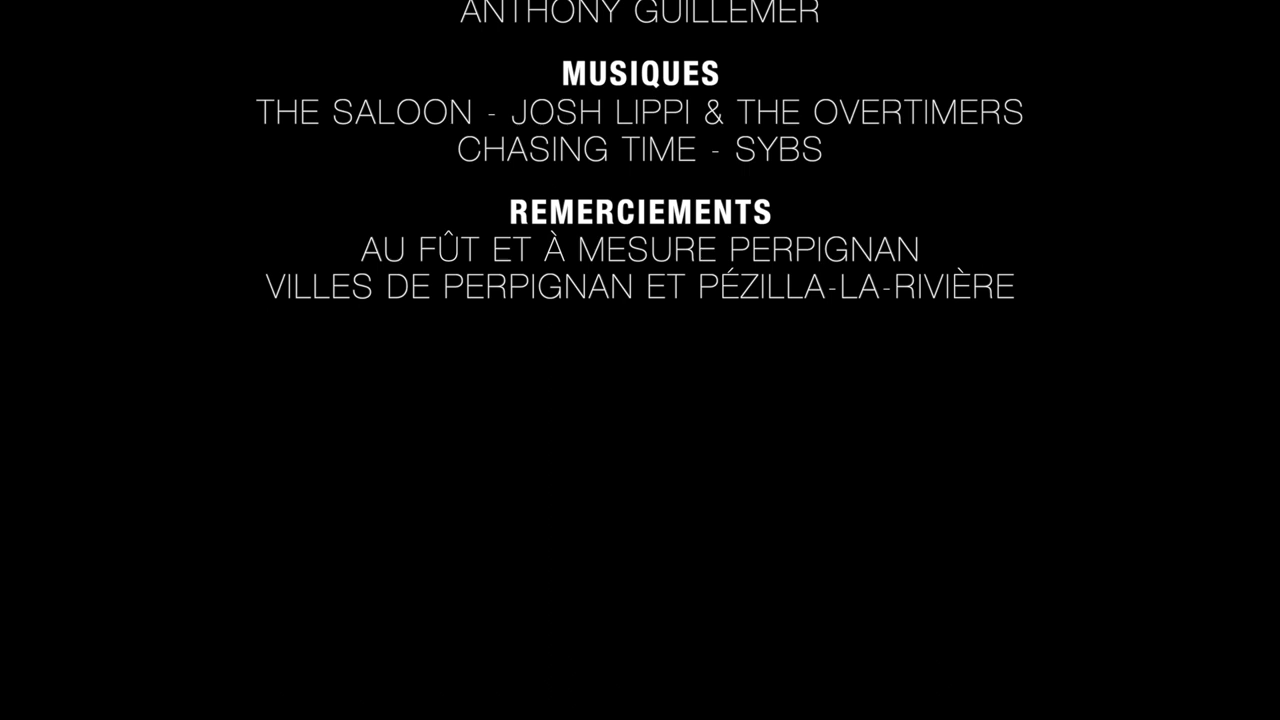 ANTHONY GUILLEMER
MUSIQUES
THE SALOON - JOSH LIPPI & THE OVERTIMERS
CHASING TIME - SYBS
REMERCIEMENTS
AU FÛT ET À MESURE PERPIGNAN
VILLES DE PERPIGNAN ET PÉZILLA-LA-RIVIÈRE